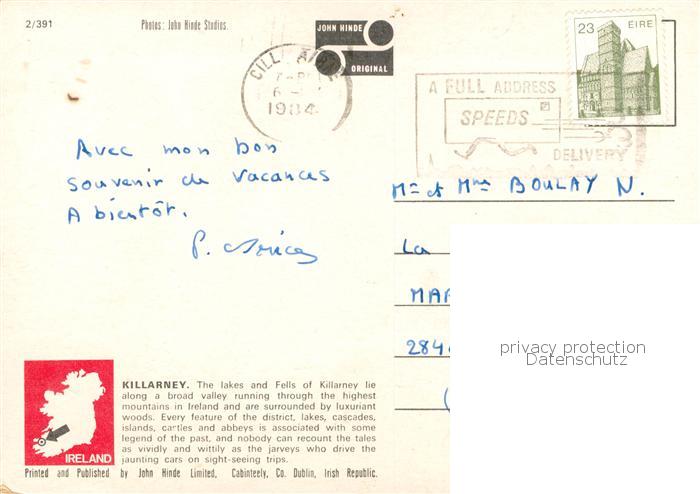 2/391
Photos: John Hinde Studios.
JOHN HINDE
ORIGINAL
1984
23 EIRE
A FULL ADDRESS
SPEEDS
DELIVERY
Avec mon bon
souvenir de Vacances
A bientôt.
P.
Mr et Mme BOULAY N.
La
MAR
284
privacy protection
Datenschutz
KILLARNEY. The lakes and Fells of Killarney lie
along a broad valley running through the highest
mountains in Ireland and are surrounded by luxuriant
woods. Every feature of the district, lakes, cascades,
islands, castles and abbeys is associated with some
legend of the past, and nobody can recount the tales
as vividly and wittily as the jarveys who drive the
jaunting cars on sight-seeing trips.
IRELAND
Printed and Published by John Hinde Limited, Cabinteely, Co. Dublin, Irish Republic.